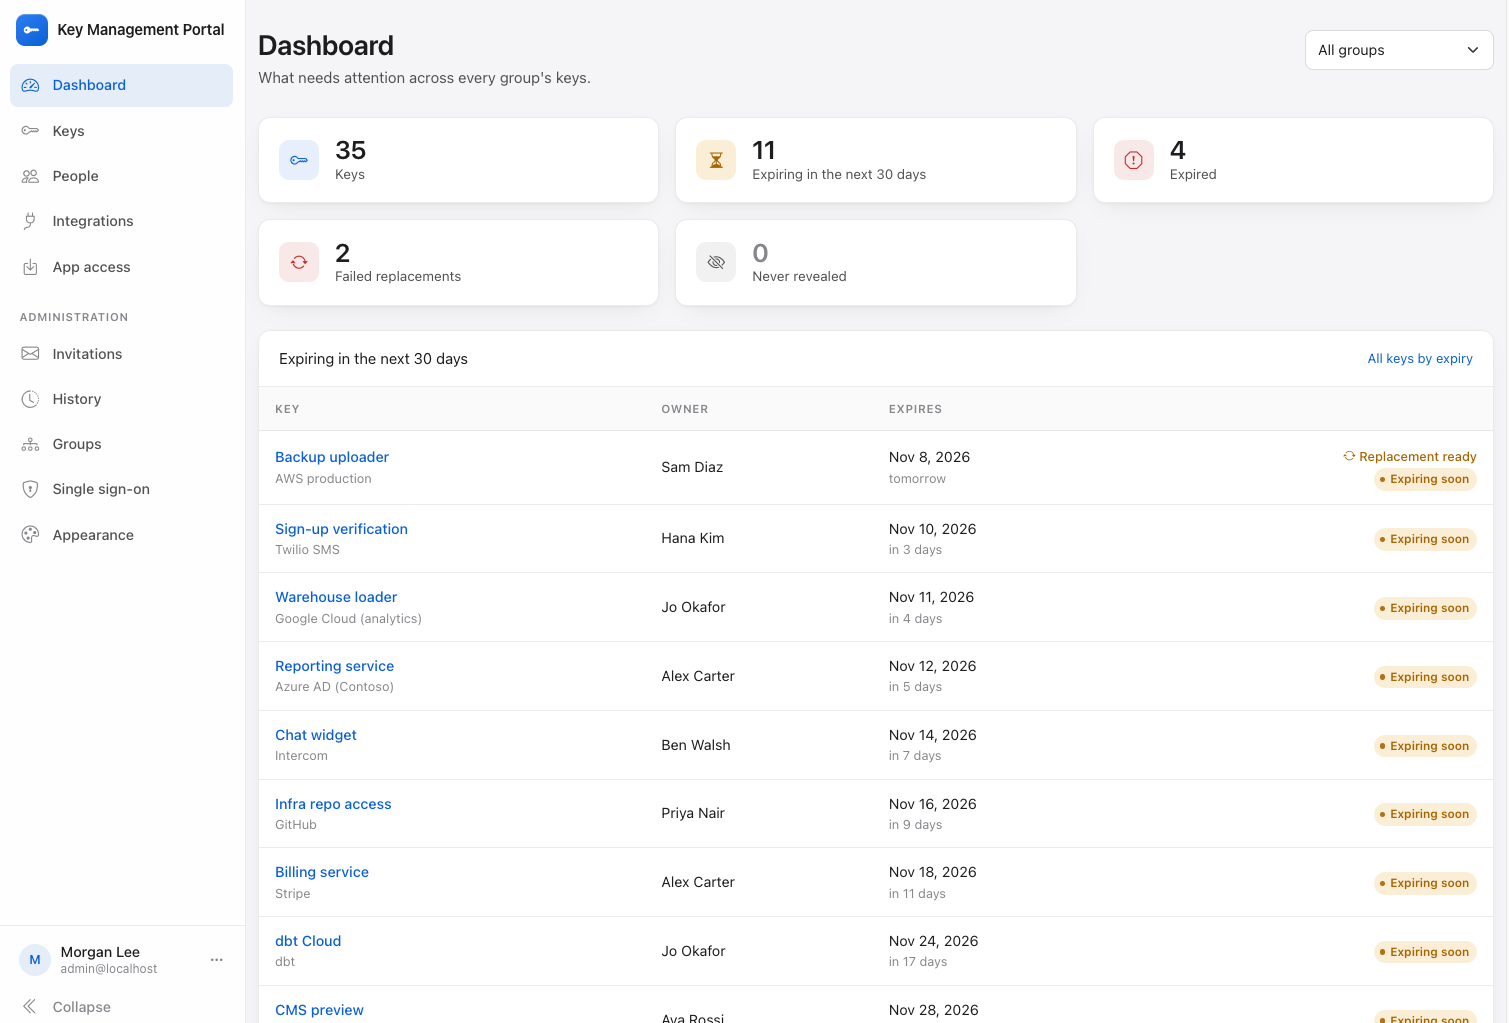 Key Management Portal
Dashboard
Keys
People
Integrations
App access
ADMINISTRATION
Invitations
History
Groups
Single sign-on
Appearance
M
Morgan Lee
admin@localhost
Collapse
Dashboard
What needs attention across every group's keys.
All groups
35
Keys
11
Expiring in the next 30 days
4
Expired
2
Failed replacements
0
Never revealed
Expiring in the next 30 days
All keys by expiry
KEY OWNER EXPIRES
Backup uploader
AWS production
Sam Diaz
Nov 8, 2026
tomorrow
Replacement ready
Expiring soon
Sign-up verification
Twilio SMS
Hana Kim
Nov 10, 2026
in 3 days
Expiring soon
Warehouse loader
Google Cloud (analytics)
Jo Okafor
Nov 11, 2026
in 4 days
Expiring soon
Reporting service
Azure AD (Contoso)
Alex Carter
Nov 12, 2026
in 5 days
Expiring soon
Chat widget
Intercom
Ben Walsh
Nov 14, 2026
in 7 days
Expiring soon
Infra repo access
GitHub
Priya Nair
Nov 16, 2026
in 9 days
Expiring soon
Billing service
Stripe
Alex Carter
Nov 18, 2026
in 11 days
Expiring soon
dbt Cloud
dbt
Jo Okafor
Nov 24, 2026
in 17 days
Expiring soon
CMS preview
Ava Rossi
Nov 28, 2026
Expiring soon